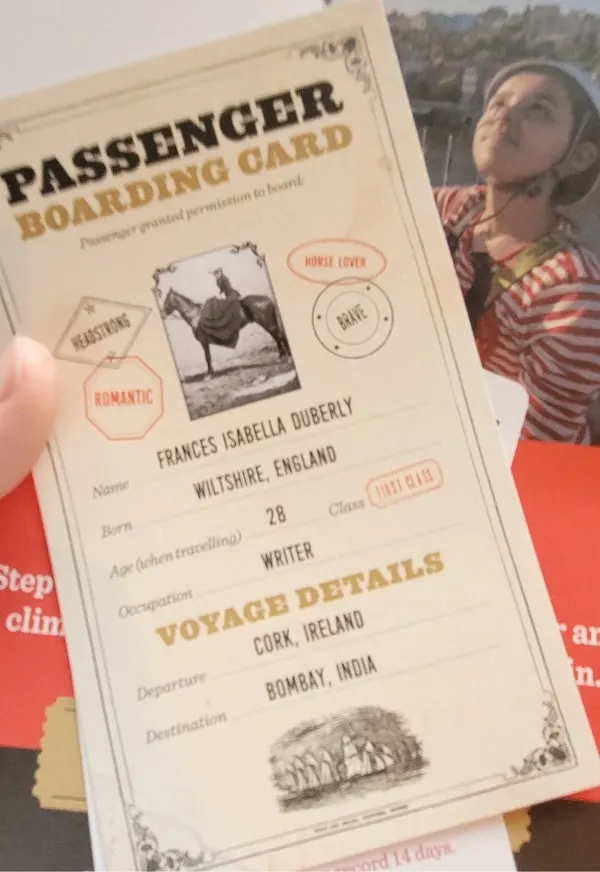 PASSENGER
BOARDING CARD
Passenger granted permission to board:
HORSE LOVER
HEADSTRONG
BRAVE
ROMANTIC
Name FRANCES ISABELLA DUBERLY
Born WILTSHIRE, ENGLAND
Age (when travelling) 28 Class FIRST CLASS
Occupation WRITER
VOYAGE DETAILS
Departure CORK, IRELAND
Destination BOMBAY, INDIA
Step
clim
r an
in.
record 14 days.